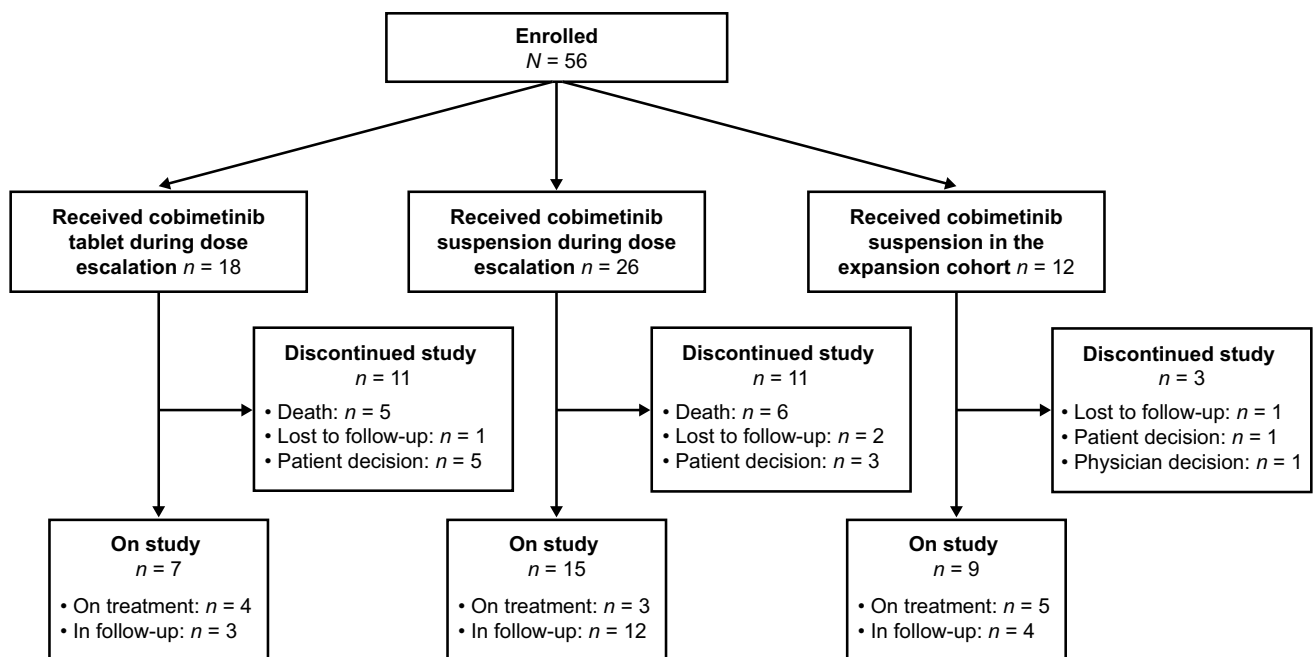 Enrolled
N = 56
Received cobimetinib
tablet during dose
escalation n = 18
Received cobimetinib
suspension during dose
escalation n = 26
Received cobimetinib
suspension in the
expansion cohort n = 12
Discontinued study
n = 11
• Death: n = 5
• Lost to follow-up: n = 1
• Patient decision: n = 5
Discontinued study
n = 11
• Death: n = 6
• Lost to follow-up: n = 2
• Patient decision: n = 3
Discontinued study
n = 3
• Lost to follow-up: n = 1
• Patient decision: n = 1
• Physician decision: n = 1
On study
n = 7
• On treatment: n = 4
• In follow-up: n = 3
On study
n = 15
• On treatment: n = 3
• In follow-up: n = 12
On study
n = 9
• On treatment: n = 5
• In follow-up: n = 4